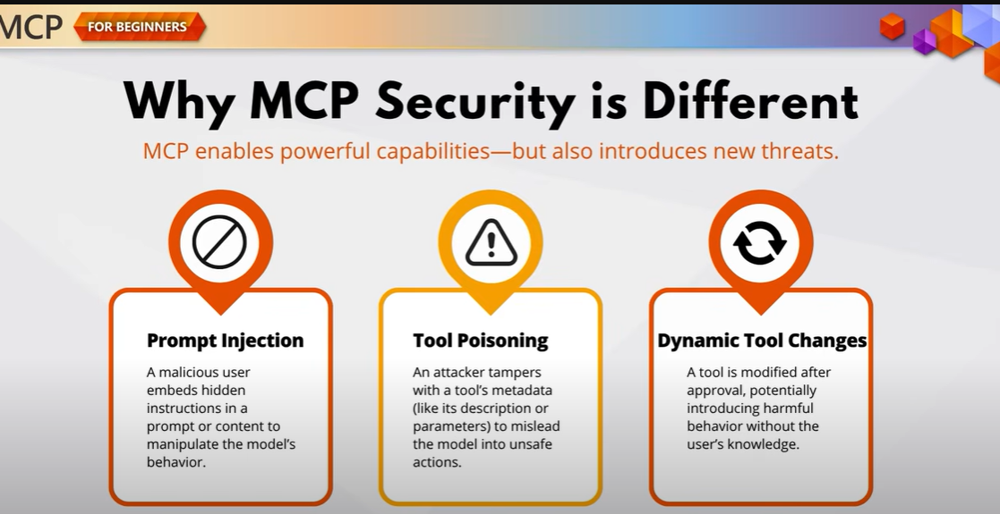 MCP FOR BEGINNERS
Why MCP Security is Different
MCP enables powerful capabilities—but also introduces new threats.
Prompt Injection
A malicious user
embeds hidden
instructions in a
prompt or content to
manipulate the model's
behavior.
Tool Poisoning
An attacker tampers
with a tool's metadata
(like its description or
parameters) to mislead
the model into unsafe
actions.
Dynamic Tool Changes
A tool is modified after
approval, potentially
introducing harmful
behavior without the
user's knowledge.